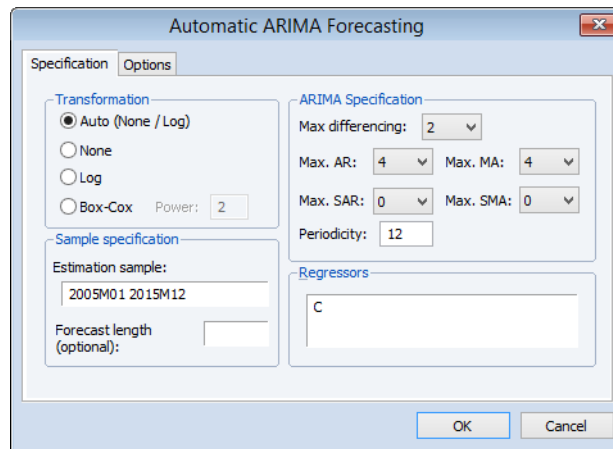 Automatic ARIMA Forecasting
Specification
Options
Transformation
Auto (None / Log)
None
Log
Box-Cox Power: 2
Sample specification
Estimation sample:
2005M01 2015M12
Forecast length
(optional):
ARIMA Specification
Max differencing: 2
Max. AR: 4 Max. MA: 4
Max. SAR: 0 Max. SMA: 0
Periodicity: 12
Regressors
C
OK
Cancel